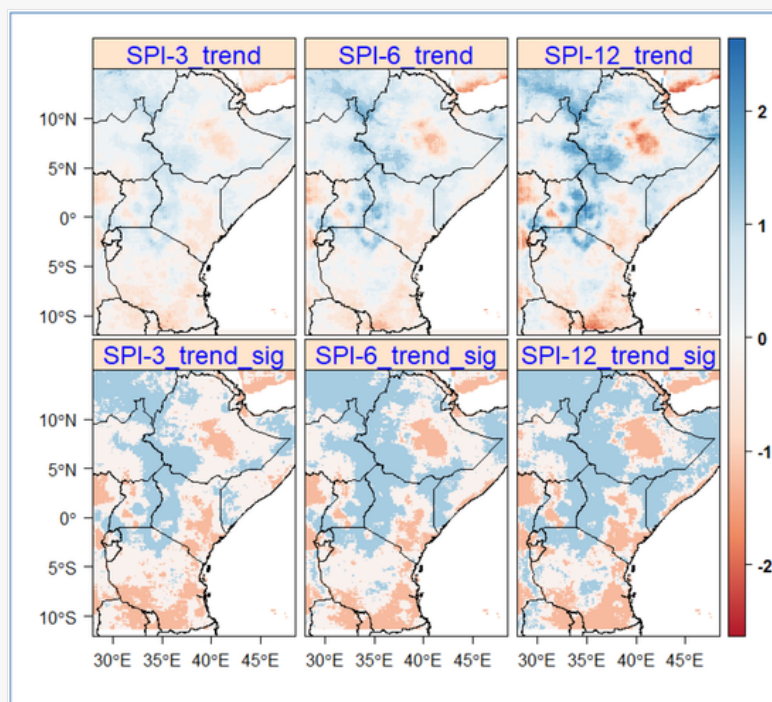 SPI-3_trend SPI-6_trend SPI-12_trend
10°N
5°N
0°
5°S
10°S
2
1
0
-1
-2
SPI-3_trend_sig SPI-6_trend_sig SPI-12_trend_sig
10°N
5°N
0°
5°S
10°S
30°E 35°E 40°E 45°E 30°E 35°E 40°E 45°E 30°E 35°E 40°E 45°E